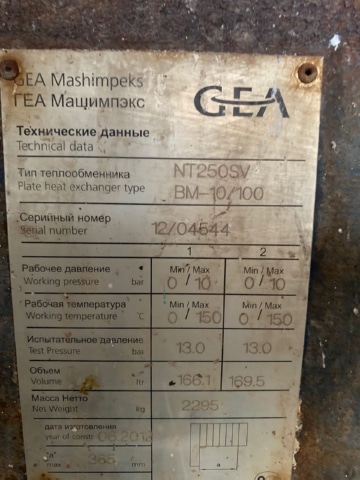 GEA Mashimpeks
ГЕА Машимпэкс
GEA
Технические данные
Technical data
Тип теплообменника NT250SV
Plate heat exchanger type BM-10/100
Серийный номер
Serial number 12/04544
1 2
Рабочее давление Min / Max Min / Max
Working pressure bar 0 / 10 0 / 10
Рабочая температура Min / Max Min / Max
Working temperature °C 0 / 150 0 / 150
Испытательное давление
Test Pressure bar 13.0 13.0
Объем
Volume ltr 166.1 169.5
Масса Нетто
Net Weight kg 2295
дата изготовления
year of constr. 06.2012
365 mm
a